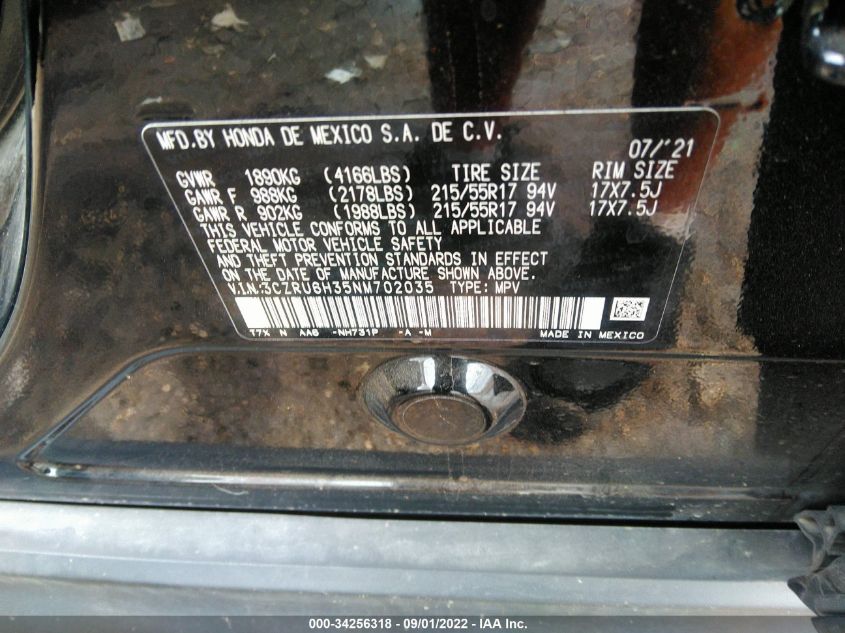 MFD.BY HONDA DE MEXICO S.A. DE C.V.
07/'21
GVWR 1890KG (4166LBS) TIRE SIZE RIM SIZE
GAWR F 988KG (2178LBS) 215/55R17 94V 17X7.5J
GAWR R 902KG (1988LBS) 215/55R17 94V 17X7.5J
THIS VEHICLE CONFORMS TO ALL APPLICABLE
FEDERAL MOTOR VEHICLE SAFETY
AND THEFT PREVENTION STANDARDS IN EFFECT
ON THE DATE OF MANUFACTURE SHOWN ABOVE.
V.I.N.:3CZRU6H35NM702035 TYPE: MPV
T7X N AA6 -NH731P -A -M MADE IN MEXICO
000-34256318 - 09/01/2022 - IAA Inc.